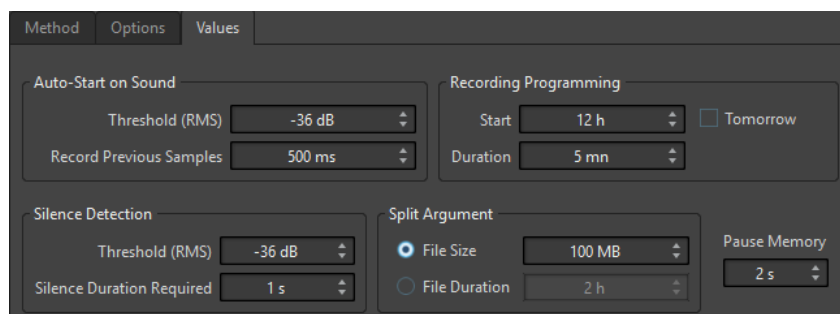 Method Options Values
Auto-Start on Sound
Threshold (RMS) -36 dB
Record Previous Samples 500 ms
Recording Programming
Start 12 h Tomorrow
Duration 5 mn
Silence Detection
Threshold (RMS) -36 dB
Silence Duration Required 1 s
Split Argument
File Size 100 MB
File Duration 2 h
Pause Memory
2 s